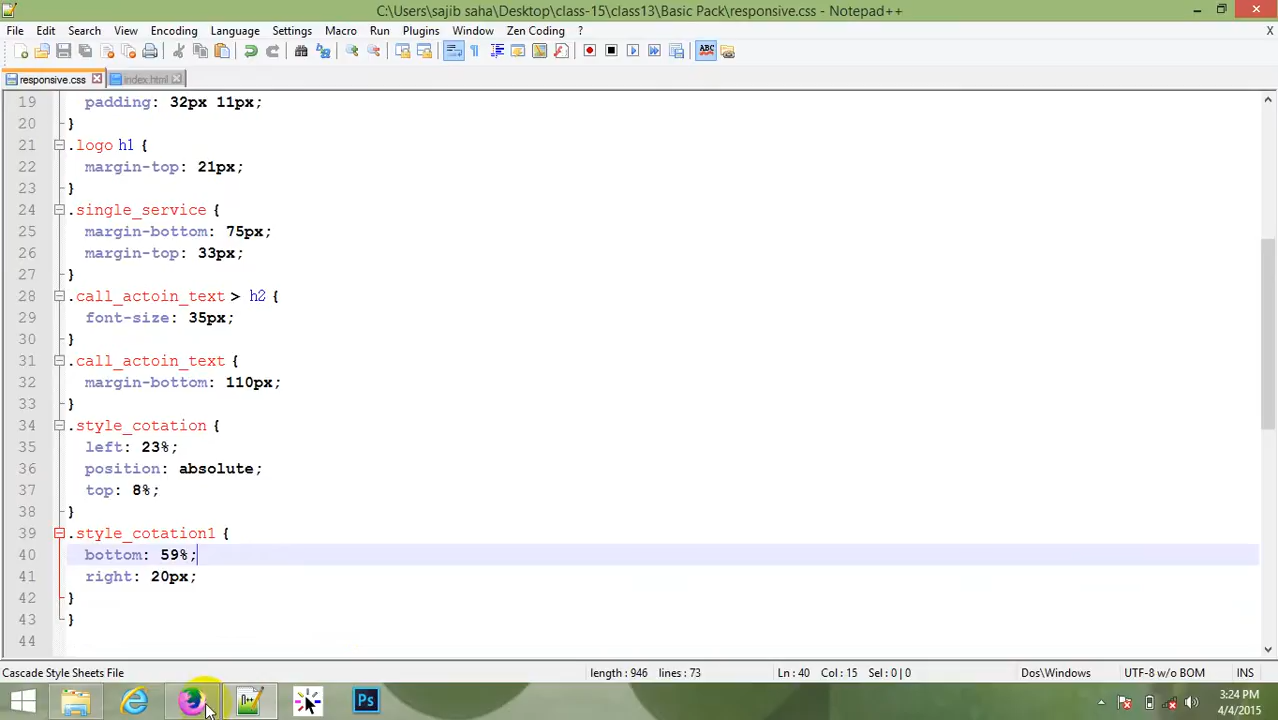 C:\Users\sajib saha\Desktop\class-15\class13\Basic Pack\responsive.css - Notepad++
File Edit Search View Encoding Language Settings Macro Run Plugins Window Zen Coding ? X
responsive.css index.html
19 padding: 32px 11px;
20 }
21 .logo h1 {
22 margin-top: 21px;
23 }
24 .single_service {
25 margin-bottom: 75px;
26 margin-top: 33px;
27 }
28 .call_actoin_text > h2 {
29 font-size: 35px;
30 }
31 .call_actoin_text {
32 margin-bottom: 110px;
33 }
34 .style_cotation {
35 left: 23%;
36 position: absolute;
37 top: 8%;
38 }
39 .style_cotation1 {
40 bottom: 59%;
41 right: 20px;
42 }
43 }
44
Cascade Style Sheets File length : 946 lines : 73 Ln : 40 Col : 15 Sel : 0 | 0 Dos\Windows UTF-8 w/o BOM INS
Ps
3:24 PM
4/4/2015